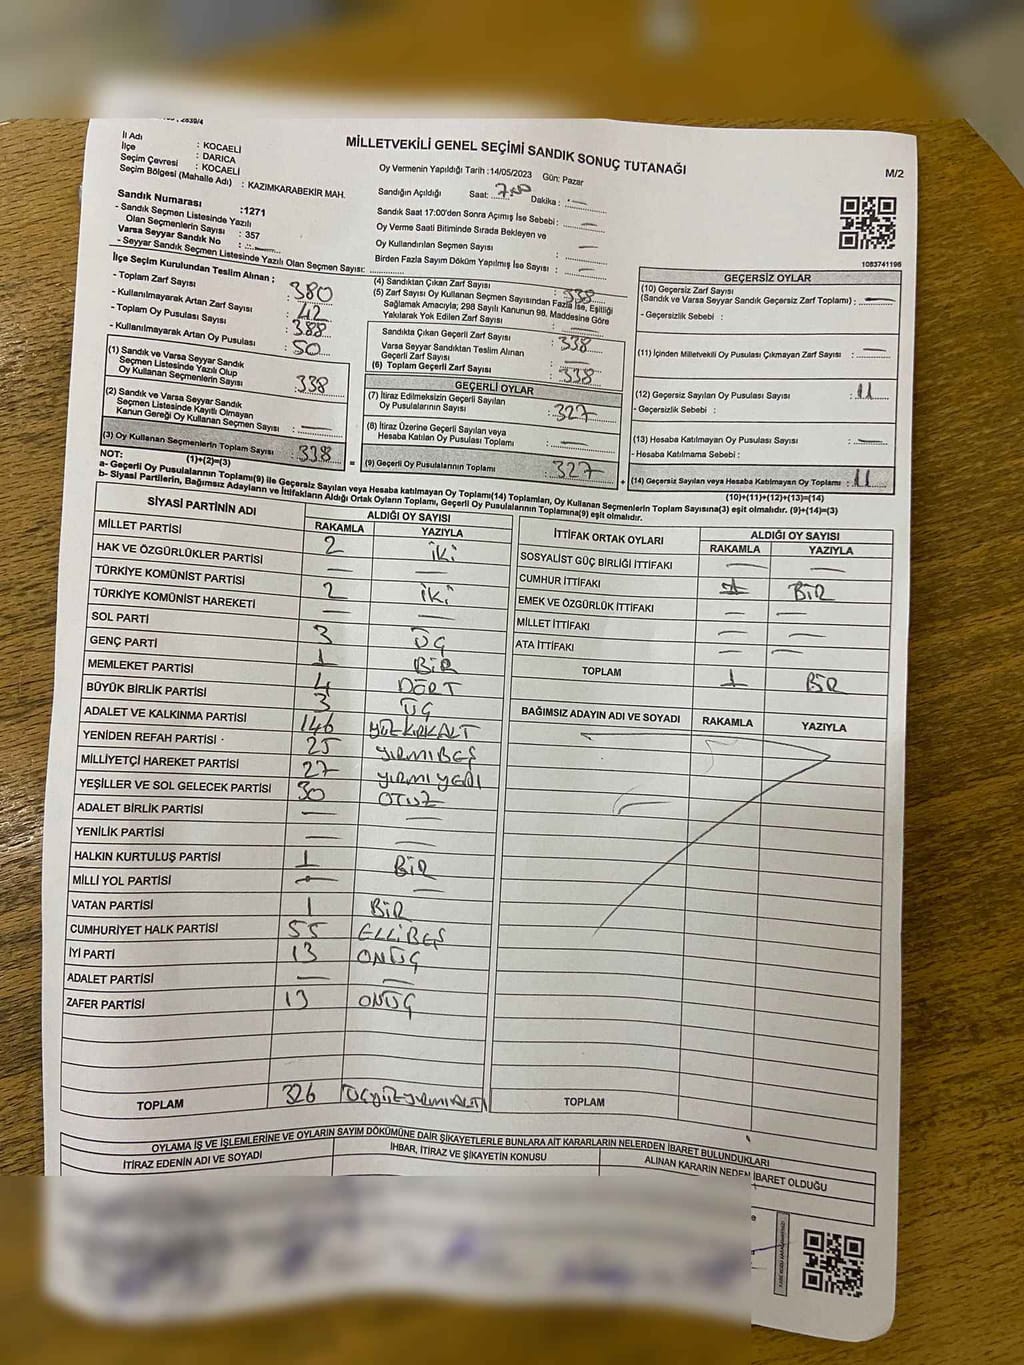 MİLLETVEKİLİ GENEL SEÇİMİ SANDIK SONUÇ TUTANAĞI
M/2
İl Adı : KOCAELİ
İlçe : DARICA
Seçim Çevresi : KOCAELİ
Seçim Bölgesi (Mahalle Adı) : KAZIMKARABEKİR MAH.
Sandık Numarası :1271
- Sandık Seçmen Listesinde Yazılı
Olan Seçmenlerin Sayısı : 357
Varsa Seyyar Sandık No :
- Seyyar Sandık Seçmen Listesinde Yazılı Olan Seçmen Sayısı:
Oy Vermenin Yapıldığı Tarih :14/05/2023 Gün: Pazar
Sandığın Açıldığı Saat: 7:00 Dakika : —
Sandık Saat 17:00'den Sonra Açımış İse Sebebi : —
Oy Verme Saati Bitiminde Sırada Bekleyen ve
Oy Kullandırılan Seçmen Sayısı : —
Birden Fazla Sayım Döküm Yapılmış İse Sayısı : —
1083741196
İlçe Seçim Kurulundan Teslim Alınan ;
- Toplam Zarf Sayısı : 380
- Kullanılmayarak Artan Zarf Sayısı : 42
- Toplam Oy Pusulası Sayısı : 388
- Kullanılmayarak Artan Oy Pusulası : 50
(1) Sandık ve Varsa Seyyar Sandık
Seçmen Listesinde Yazılı Olup
Oy Kullanan Seçmenlerin Sayısı : 338
(2) Sandık ve Varsa Seyyar Sandık
Seçmen Listesinde Kayıtlı Olmayan
Kanun Gereği Oy Kullanan Seçmen Sayısı : —
(3) Oy Kullanan Seçmenlerin Toplam Sayısı : 338
(1)+(2)=(3)
(4) Sandıktan Çıkan Zarf Sayısı : 338
(5) Zarf Sayısı Oy Kullanan Seçmen Sayısından Fazla İse, Eşitliği
Sağlamak Amacıyla; 298 Sayılı Kanunun 98. Maddesine Göre
Yakılarak Yok Edilen Zarf Sayısı : —
Sandıkta Çıkan Geçerli Zarf Sayısı : 338
Varsa Seyyar Sandıktan Teslim Alınan
Geçerli Zarf Sayısı : —
(6) Toplam Geçerli Zarf Sayısı : 338
GEÇERLİ OYLAR
(7) İtiraz Edilmeksizin Geçerli Sayılan
Oy Pusulalarının Sayısı : 327
(8) İtiraz Üzerine Geçerli Sayılan veya
Hesaba Katılan Oy Pusulası Toplamı : —
= (9) Geçerli Oy Pusulalarının Toplamı : 327 +
GEÇERSİZ OYLAR
(10) Geçersiz Zarf Sayısı
(Sandık ve Varsa Seyyar Sandık Geçersiz Zarf Toplamı) : —
- Geçersizlik Sebebi :
(11) İçinden Milletvekili Oy Pusulası Çıkmayan Zarf Sayısı : —
(12) Geçersiz Sayılan Oy Pusulası Sayısı : 11
- Geçersizlik Sebebi :
(13) Hesaba Katılmayan Oy Pusulası Sayısı : —
- Hesaba Katılmama Sebebi :
(14) Geçersiz Sayılan veya Hesaba Katılmayan Oy Toplamı : 11
(10)+(11)+(12)+(13)=(14)
NOT:
a- Geçerli Oy Pusulalarının Toplamı(9) ile Geçersiz Sayılan veya Hesaba katılmayan Oy Toplamı(14) Toplamları, Oy Kullanan Seçmenlerin Toplam Sayısına(3) eşit olmalıdır. (9)+(14)=(3)
b- Siyasi Partilerin, Bağımsız Adayların ve İttifakların Aldığı Ortak Oyların Toplamı, Geçerli Oy Pusulalarının Toplamına(9) eşit olmalıdır.
SİYASİ PARTİNİN ADI ALDIĞI OY SAYISI
RAKAMLA YAZIYLA
MİLLET PARTİSİ 2 İKİ
HAK VE ÖZGÜRLÜKLER PARTİSİ — —
TÜRKİYE KOMÜNİST PARTİSİ 2 İKİ
TÜRKİYE KOMÜNİST HAREKETİ — —
SOL PARTİ 3 ÜÇ
GENÇ PARTİ 1 BİR
MEMLEKET PARTİSİ 4 DÖRT
BÜYÜK BİRLİK PARTİSİ 3 ÜÇ
ADALET VE KALKINMA PARTİSİ 146 YÜZKIRKALT
YENİDEN REFAH PARTİSİ 25 YIRMIBEŞ
MİLLİYETÇİ HAREKET PARTİSİ 27 YIRMI YEDİ
YEŞİLLER VE SOL GELECEK PARTİSİ 30 OTUZ
ADALET BİRLİK PARTİSİ — —
YENİLİK PARTİSİ — —
HALKIN KURTULUŞ PARTİSİ 1 BİR
MİLLİ YOL PARTİSİ — —
VATAN PARTİSİ 1 BİR
CUMHURİYET HALK PARTİSİ 55 ELLİBEŞ
İYİ PARTİ 13 ONÜÇ
ADALET PARTİSİ — —
ZAFER PARTİSİ 13 ONÜÇ
TOPLAM 326 ÜÇYÜZYIRMIALTI
İTTİFAK ORTAK OYLARI ALDIĞI OY SAYISI
RAKAMLA YAZIYLA
SOSYALİST GÜÇ BİRLİĞİ İTTİFAKI — —
CUMHUR İTTİFAKI 1 BİR
EMEK VE ÖZGÜRLÜK İTTİFAKI — —
MİLLET İTTİFAKI — —
ATA İTTİFAKI — —
TOPLAM 1 BİR
BAĞIMSIZ ADAYIN ADI VE SOYADI RAKAMLA YAZIYLA
TOPLAM
OYLAMA İŞ VE İŞLEMLERİNE VE OYLARIN SAYIM DÖKÜMÜNE DAİR ŞİKAYETLERLE BUNLARA AİT KARARLARIN NELERDEN İBARET BULUNDUKLARI
İTİRAZ EDENİN ADI VE SOYADI İHBAR, İTİRAZ VE ŞİKAYETİN KONUSU ALINAN KARARIN NEDEN İBARET OLDUĞU